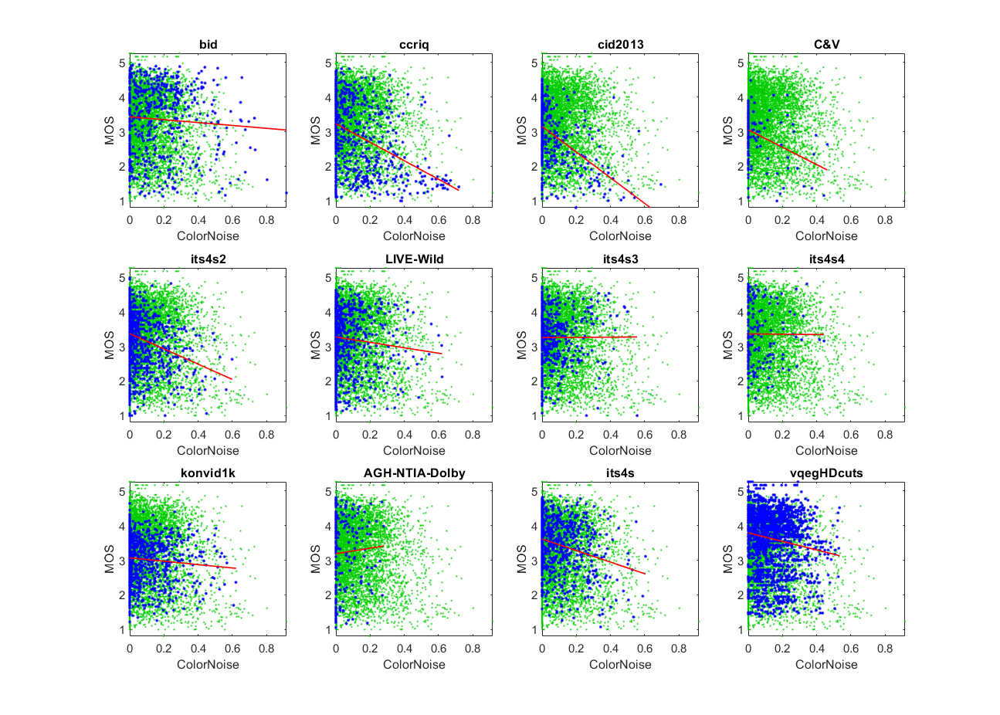 bid
5
4
3
2
1
MOS
0 0.2 0.4 0.6 0.8
ColorNoise
ccriq
5
4
3
2
1
MOS
0 0.2 0.4 0.6 0.8
ColorNoise
cid2013
5
4
3
2
1
MOS
0 0.2 0.4 0.6 0.8
ColorNoise
C&V
5
4
3
2
1
MOS
0 0.2 0.4 0.6 0.8
ColorNoise
its4s2
5
4
3
2
1
MOS
0 0.2 0.4 0.6 0.8
ColorNoise
LIVE-Wild
5
4
3
2
1
MOS
0 0.2 0.4 0.6 0.8
ColorNoise
its4s3
5
4
3
2
1
MOS
0 0.2 0.4 0.6 0.8
ColorNoise
its4s4
5
4
3
2
1
MOS
0 0.2 0.4 0.6 0.8
ColorNoise
konvid1k
5
4
3
2
1
MOS
0 0.2 0.4 0.6 0.8
ColorNoise
AGH-NTIA-Dolby
5
4
3
2
1
MOS
0 0.2 0.4 0.6 0.8
ColorNoise
its4s
5
4
3
2
1
MOS
0 0.2 0.4 0.6 0.8
ColorNoise
vqegHDcuts
5
4
3
2
1
MOS
0 0.2 0.4 0.6 0.8
ColorNoise